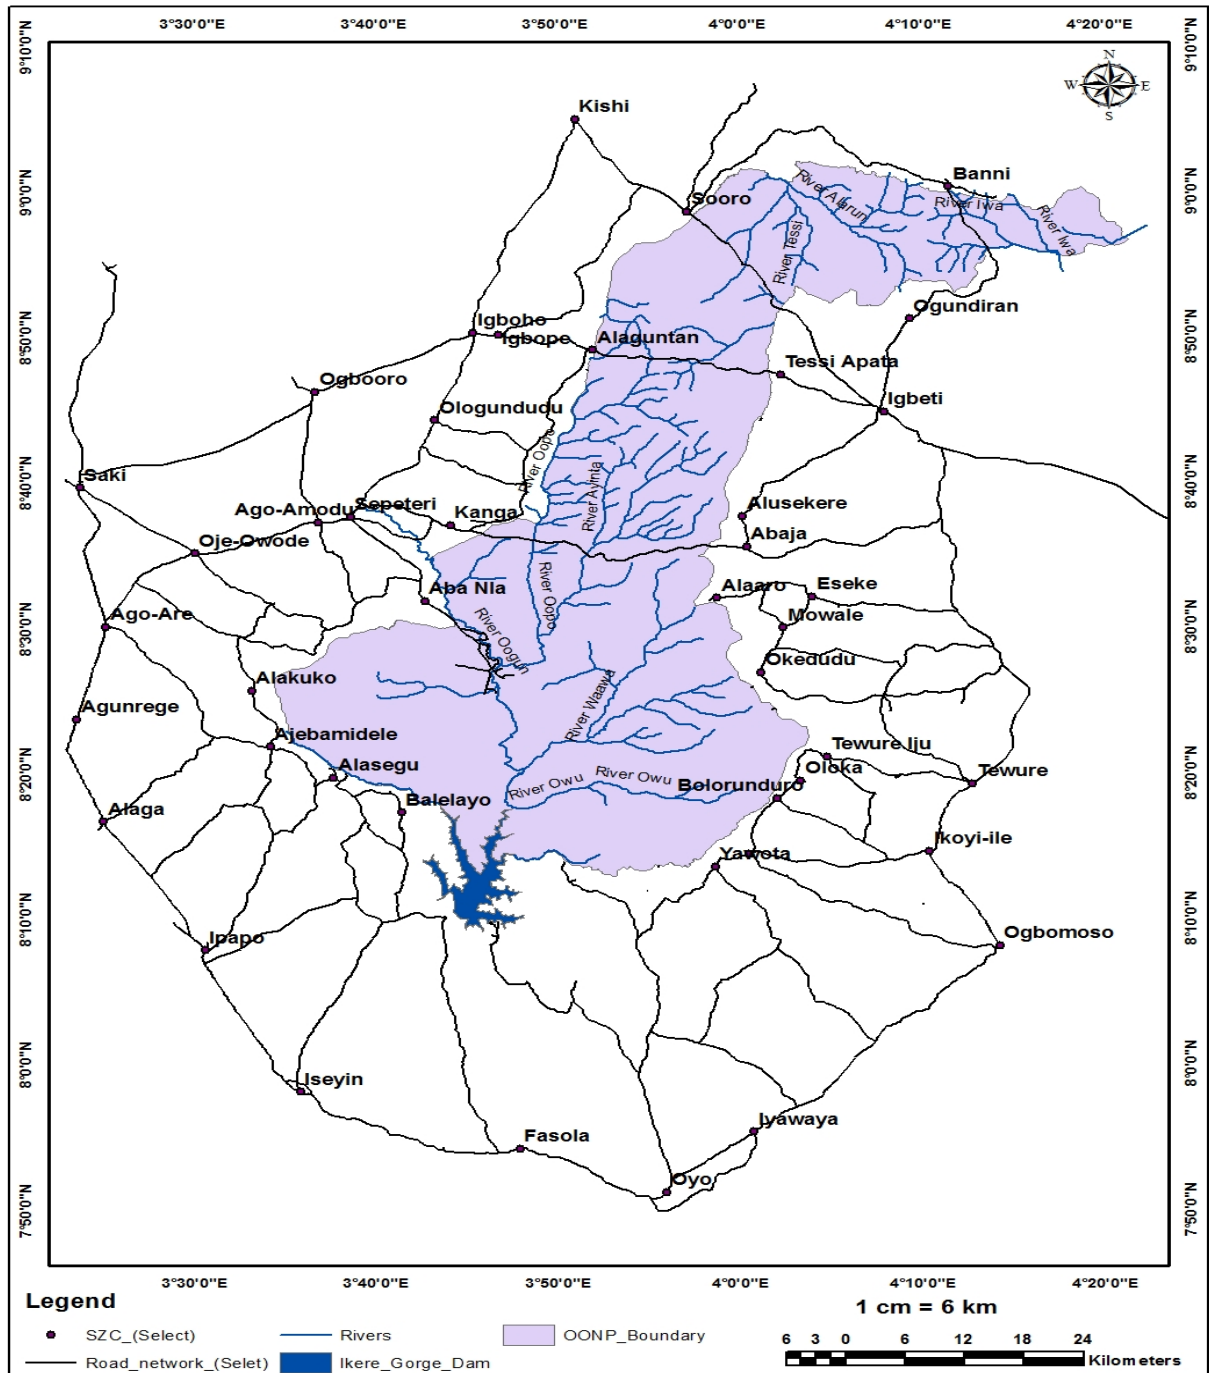 3°30'0"E 3°40'0"E 3°50'0"E 4°0'0"E 4°10'0"E 4°20'0"E
9°10'0"N 9°10'0"N
N
W E
S
Kishi
Banni
9°0'0"N 9°0'0"N
Sooro
River Alarun
River Iwa
River Iwa
River Tessi
Ogundiran
Igboho
Igbope
Alaguntan
8°50'0"N 8°50'0"N
Tessi Apata
Ogbooro
Igbeti
Ologundudu
River Oopo
River Ayinta
Saki
8°40'0"N 8°40'0"N
Ago-Amodu
Sepeteri
Kanga
Alusekere
Oje-Owode
Abaja
Aba Nla
River Oopo
Alaaro
Eseke
Ago-Are
8°30'0"N 8°30'0"N
River Oogun
Mowale
Okedudu
Alakuko
River Waawa
Agunrege
Ajebamidele
Tewure Iju
Alasegu
Oloka
Tewure
8°20'0"N 8°20'0"N
River Owu
River Owu
Bolorunduro
Balelayo
Alaga
Ikoyi-ile
Yawota
8°10'0"N 8°10'0"N
Ipapo
Ogbomoso
8°0'0"N 8°0'0"N
Iseyin
Iyawaya
Fasola
Oyo
7°50'0"N 7°50'0"N
3°30'0"E 3°40'0"E 3°50'0"E 4°0'0"E 4°10'0"E 4°20'0"E
Legend
1 cm = 6 km
SZC_(Select) Rivers OONP_Boundary
Road_network_(Selet) Ikere_Gorge_Dam
6 3 0 6 12 18 24
Kilometers